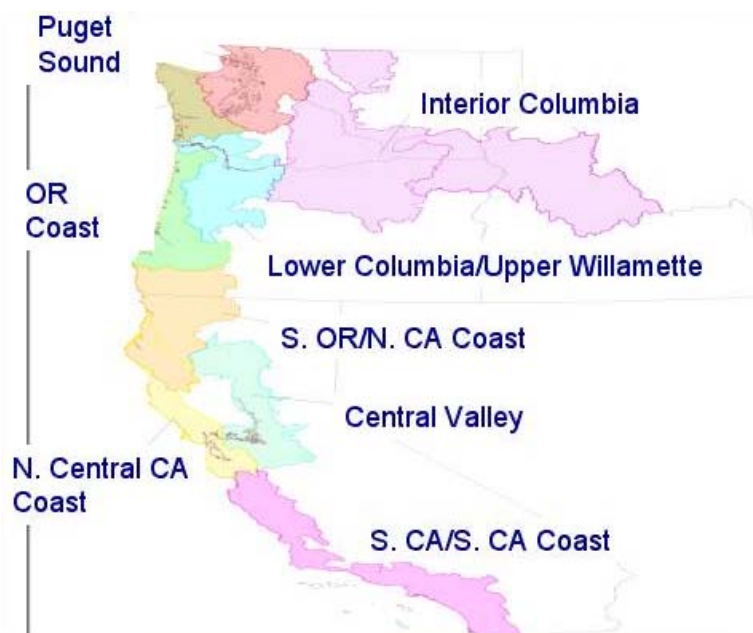 Puget
Sound
Interior Columbia
OR
Coast
Lower Columbia/Upper Willamette
S. OR/N. CA Coast
Central Valley
N. Central CA
Coast
S. CA/S. CA Coast